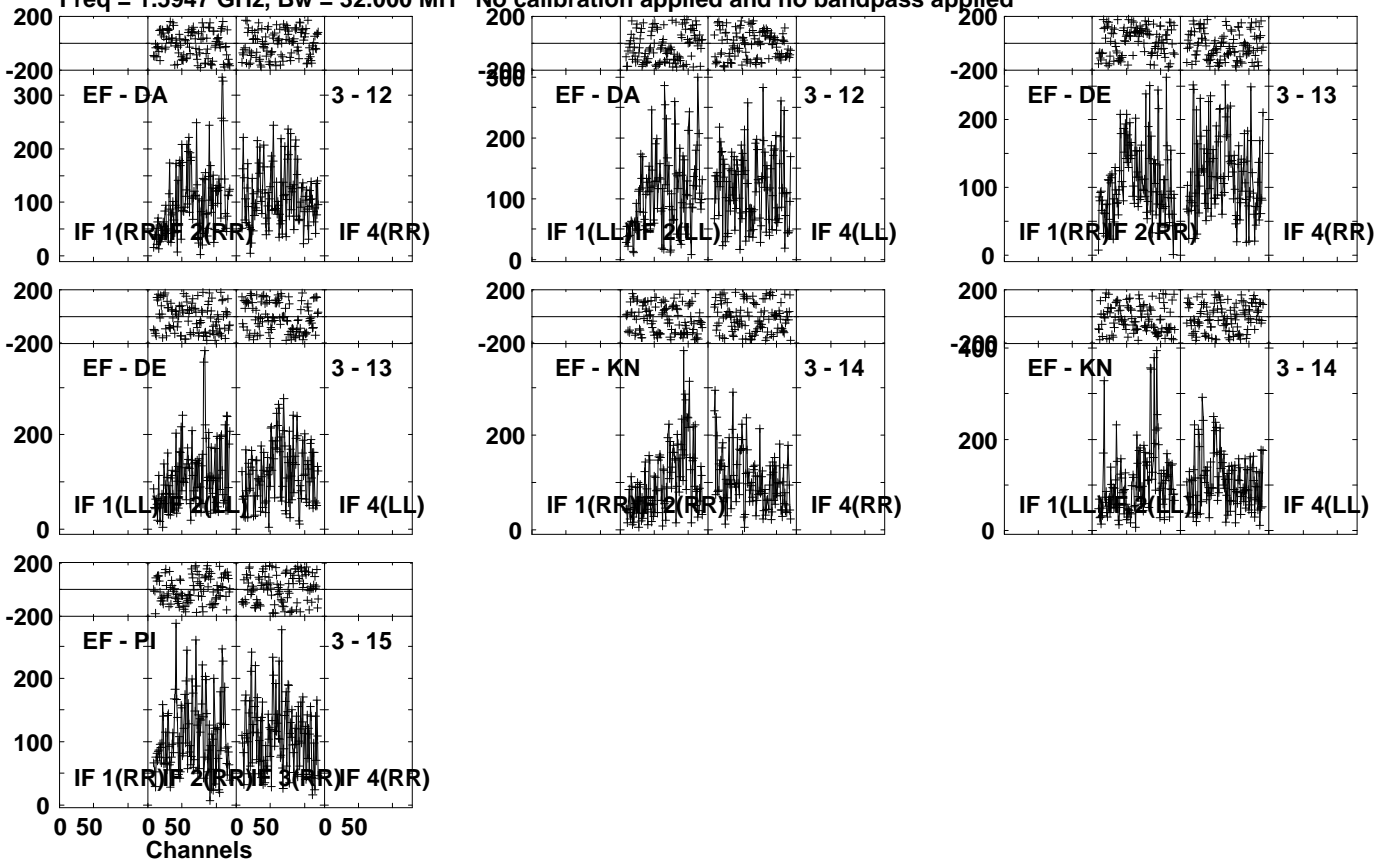 Freq = 1.5947 GHz, Bw = 32.000 MH No calibration applied and no bandpass applied
200
-200
EF - DA 3 - 12
300
200
100
0
IF 1(RR) IF 2(RR) IF 4(RR)
200
-200
300
EF - DA 3 - 12
200
100
0
IF 1(LL) IF 2(LL) IF 4(LL)
200
-200
EF - DE 3 - 13
200
100
0
IF 1(RR) IF 2(RR) IF 4(RR)
200
-200
EF - DE 3 - 13
200
0
IF 1(LL) IF 2(LL) IF 4(LL)
200
-200
EF - KN 3 - 14
200
0
IF 1(RR) IF 2(RR) IF 4(RR)
200
-200
400
EF - KN 3 - 14
200
0
IF 1(LL) IF 2(LL) IF 4(LL)
200
-200
EF - PI 3 - 15
200
100
0
IF 1(RR) IF 2(RR) IF 3(RR) IF 4(RR)
0 50 0 50 0 50 0 50
Channels